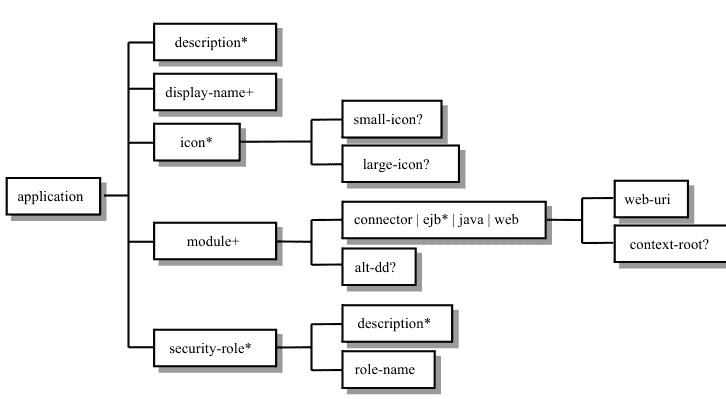 application
description*
display-name+
icon*
small-icon?
large-icon?
module+
connector | ejb* | java | web
web-uri
context-root?
alt-dd?
security-role*
description*
role-name